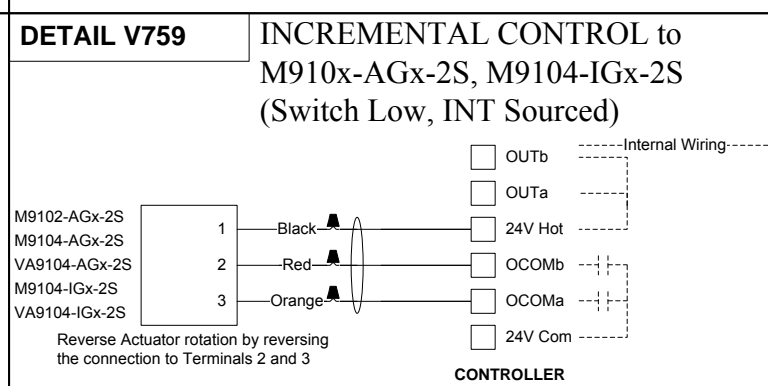 DETAIL V759
INCREMENTAL CONTROL to
M910x-AGx-2S, M9104-IGx-2S
(Switch Low, INT Sourced)
Internal Wiring
OUTb
OUTa
M9102-AGx-2S
M9104-AGx-2S
VA9104-AGx-2S
M9104-IGx-2S
VA9104-IGx-2S
1 Black 24V Hot
2 Red OCOMb
3 Orange OCOMa
24V Com
Reverse Actuator rotation by reversing
the connection to Terminals 2 and 3
CONTROLLER